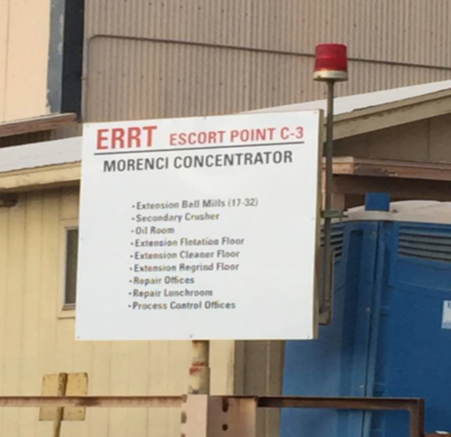 ERRT ESCORT POINT C-3
MORENCI CONCENTRATOR
•Extension Ball Mills (17-32)
•Secondary Crusher
•Oil Room
•Extension Flotation Floor
•Extension Cleaner Floor
•Extension Regrind Floor
•Repair Offices
•Repair Lunchroom
•Process Control Offices